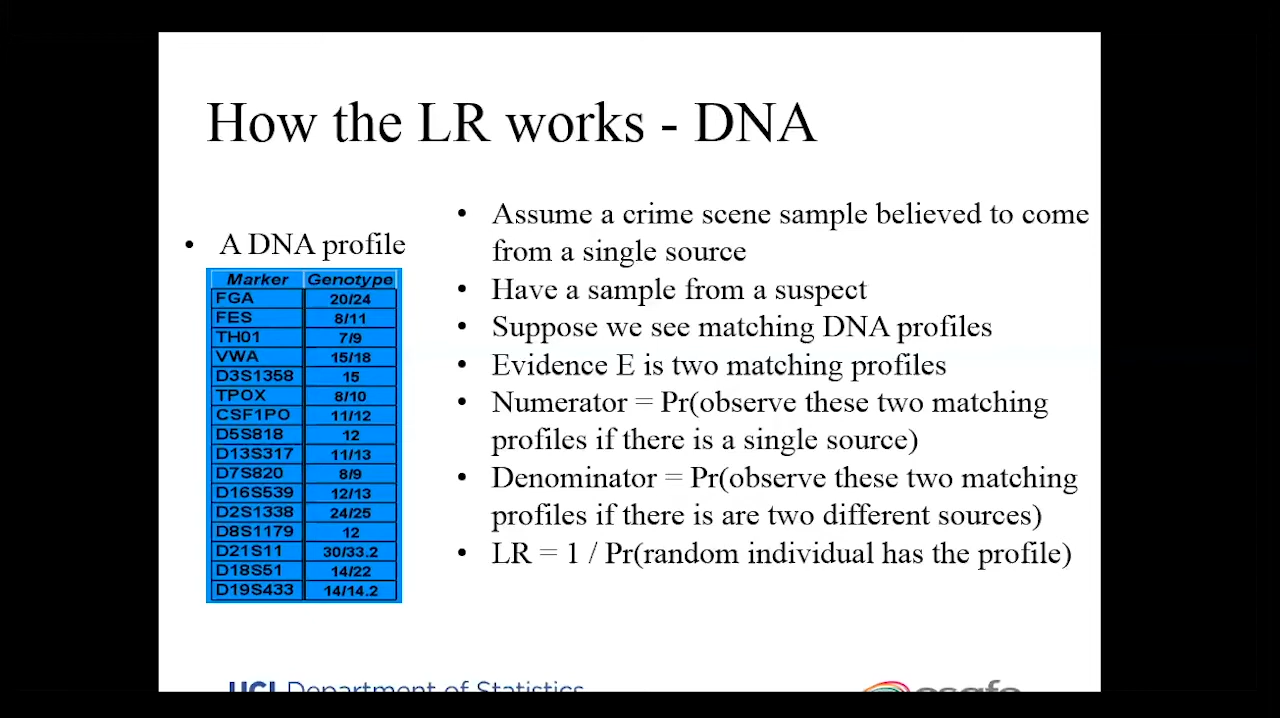 How the LR works - DNA
• A DNA profile
Marker Genotype
FGA 20/24
FES 8/11
TH01 7/9
VWA 15/18
D3S1358 15
TPOX 8/10
CSF1PO 11/12
D5S818 12
D13S317 11/13
D7S820 8/9
D16S539 12/13
D2S1338 24/25
D8S1179 12
D21S11 30/33.2
D18S51 14/22
D19S433 14/14.2
• Assume a crime scene sample believed to come
from a single source
• Have a sample from a suspect
• Suppose we see matching DNA profiles
• Evidence E is two matching profiles
• Numerator = Pr(observe these two matching
profiles if there is a single source)
• Denominator = Pr(observe these two matching
profiles if there is are two different sources)
• LR = 1 / Pr(random individual has the profile)
UCI Department of Statistics
csafe